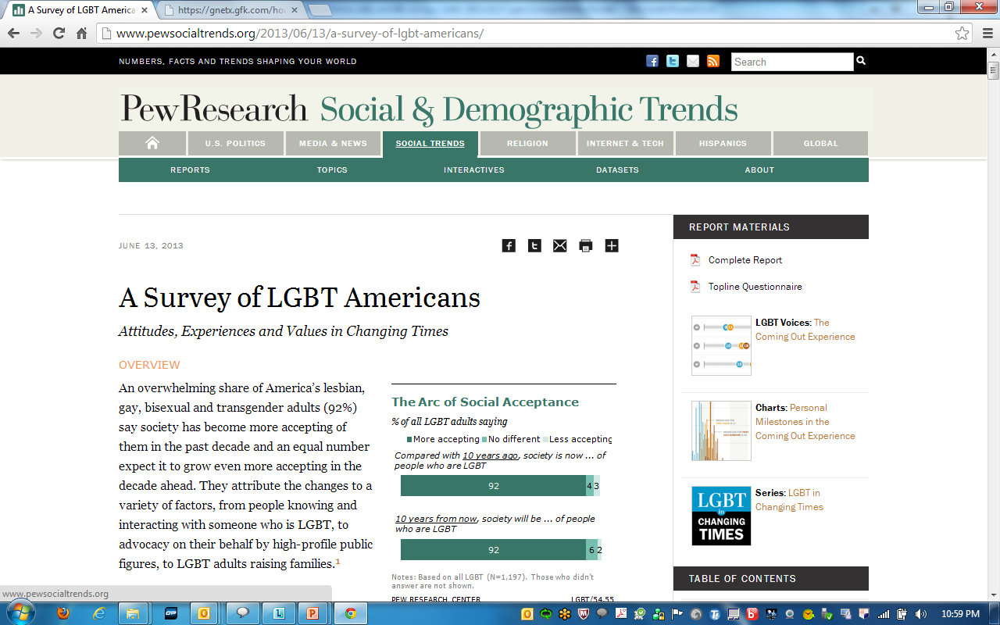 A Survey of LGBT America
https://gnetx.gfk.com/ho
www.pewsocialtrends.org/2013/06/13/a-survey-of-lgbt-americans/
NUMBERS, FACTS AND TRENDS SHAPING YOUR WORLD
Search
PewResearch Social & Demographic Trends
U.S. POLITICS
MEDIA & NEWS
SOCIAL TRENDS
RELIGION
INTERNET & TECH
HISPANICS
GLOBAL
REPORTS
TOPICS
INTERACTIVES
DATASETS
ABOUT
JUNE 13, 2013
A Survey of LGBT Americans
Attitudes, Experiences and Values in Changing Times
OVERVIEW
An overwhelming share of America's lesbian,
gay, bisexual and transgender adults (92%)
say society has become more accepting of
them in the past decade and an equal number
expect it to grow even more accepting in the
decade ahead. They attribute the changes to a
variety of factors, from people knowing and
interacting with someone who is LGBT, to
advocacy on their behalf by high-profile public
figures, to LGBT adults raising families.1
The Arc of Social Acceptance
% of all LGBT adults saying
More accepting No different Less accepting
Compared with 10 years ago, society is now ... of
people who are LGBT
92 4 3
10 years from now, society will be ... of people
who are LGBT
92 6 2
Notes: Based on all LGBT (N=1,197). Those who didn't
answer are not shown.
PEW RESEARCH CENTER LGBT/54,55
REPORT MATERIALS
Complete Report
Topline Questionnaire
LGBT Voices: The
Coming Out Experience
Charts: Personal
Milestones in the
Coming Out Experience
LGBT
in
CHANGING
TIMES
Series: LGBT in
Changing Times
TABLE OF CONTENTS
www.pewsocialtrends.org
10:59 PM